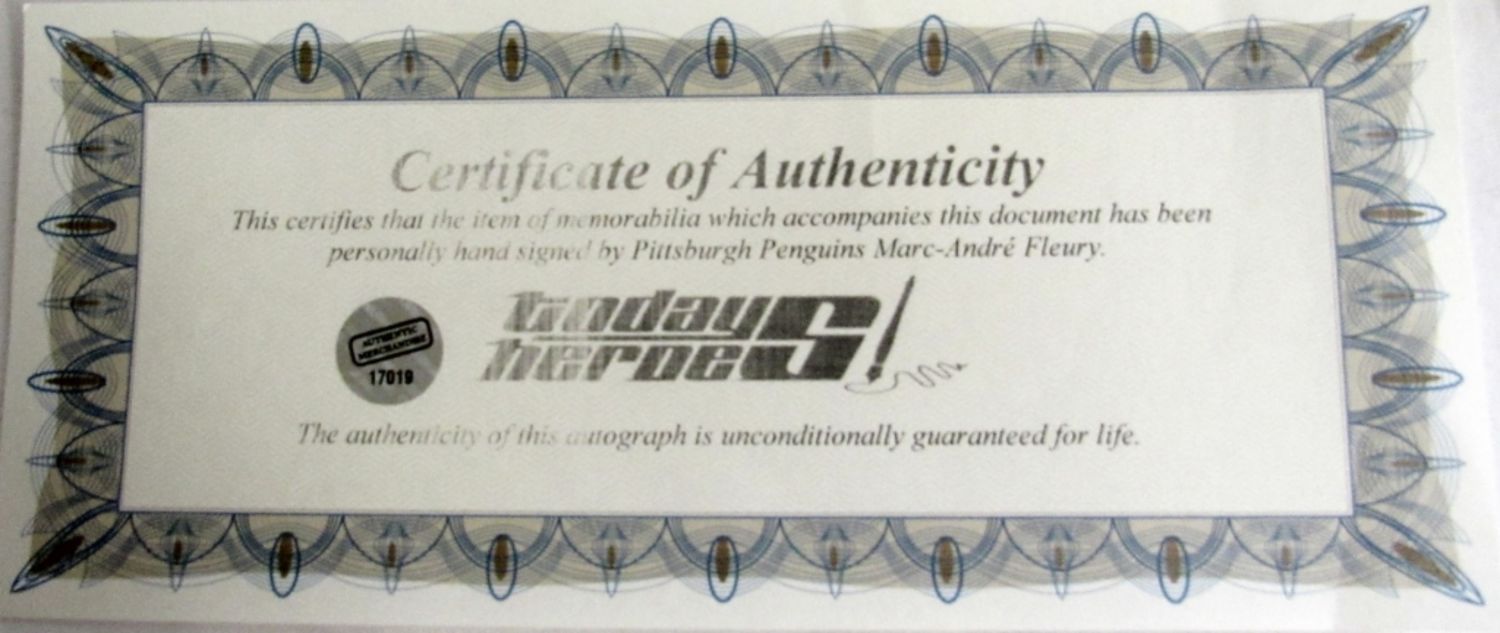 Certificate of Authenticity
This certifies that the item of memorabilia which accompanies this document has been
personally hand signed by Pittsburgh Penguins Marc-André Fleury.
AUTHENTIC
MERCHANDISE
17019
todays
heroes!
The authenticity of this autograph is unconditionally guaranteed for life.